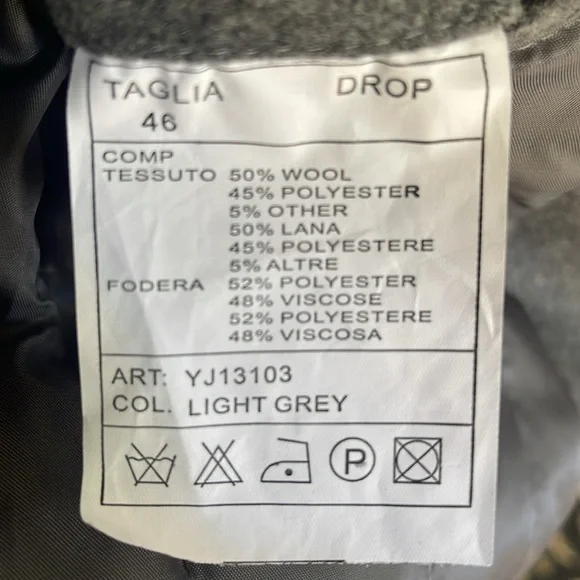 TAGLIA DROP
46
COMP
TESSUTO 50% WOOL
45% POLYESTER
5% OTHER
50% LANA
45% POLYESTERE
5% ALTRE
FODERA 52% POLYESTER
48% VISCOSE
52% POLYESTERE
48% VISCOSA
ART: YJ13103
COL. LIGHT GREY
P